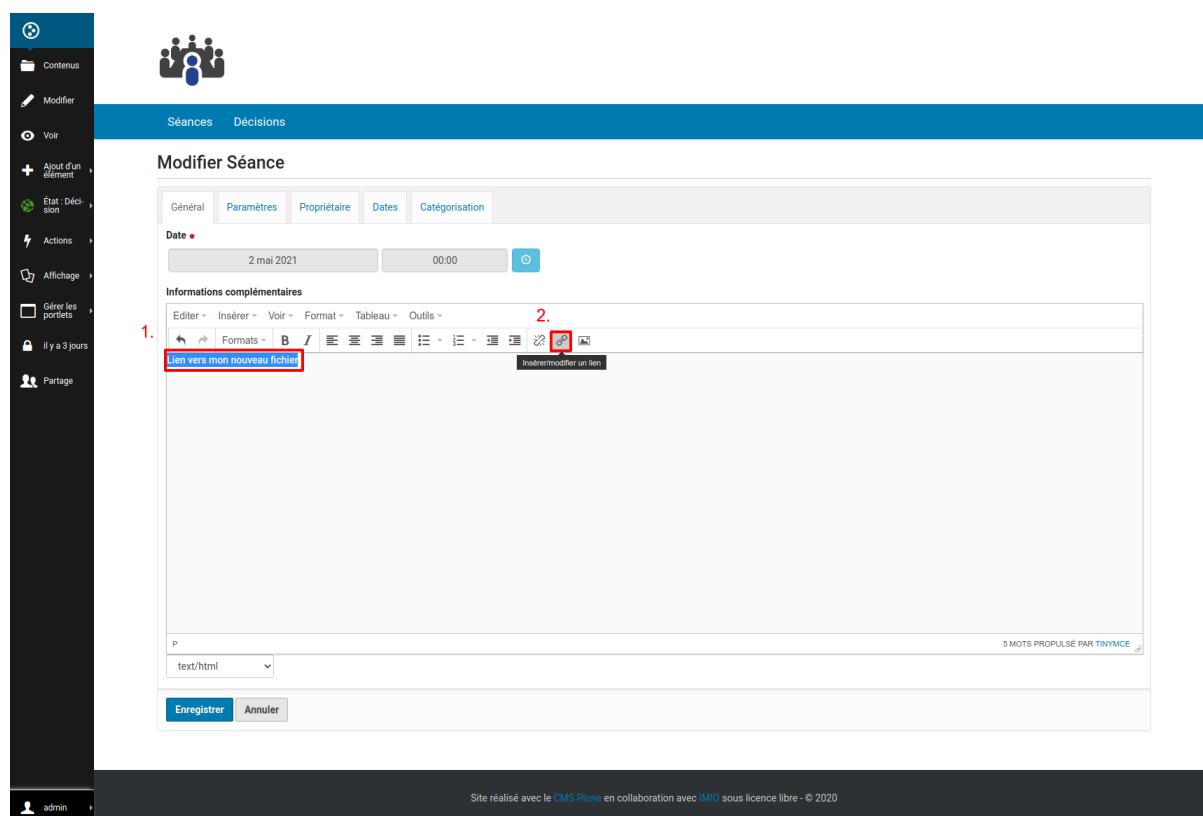 Contenus
Modifier
Voir
Ajout d'un
élément
État : Déci-
sion
Actions
Affichage
Gérer les
portlets
il y a 3 jours
Partage
admin
Séances Décisions
Modifier Séance
Général Paramètres Propriétaire Dates Catégorisation
Date
2 mai 2021 00:00
Informations complémentaires
Editer Insérer Voir Format Tableau Outils
2.
1.
Formats B I
Lien vers mon nouveau fichier
Insérer/modifier un lien
P 5 MOTS PROPULSÉ PAR TINYMCE
text/html
Enregistrer Annuler
Site réalisé avec le CMS Plone en collaboration avec IMIO sous licence libre - © 2020